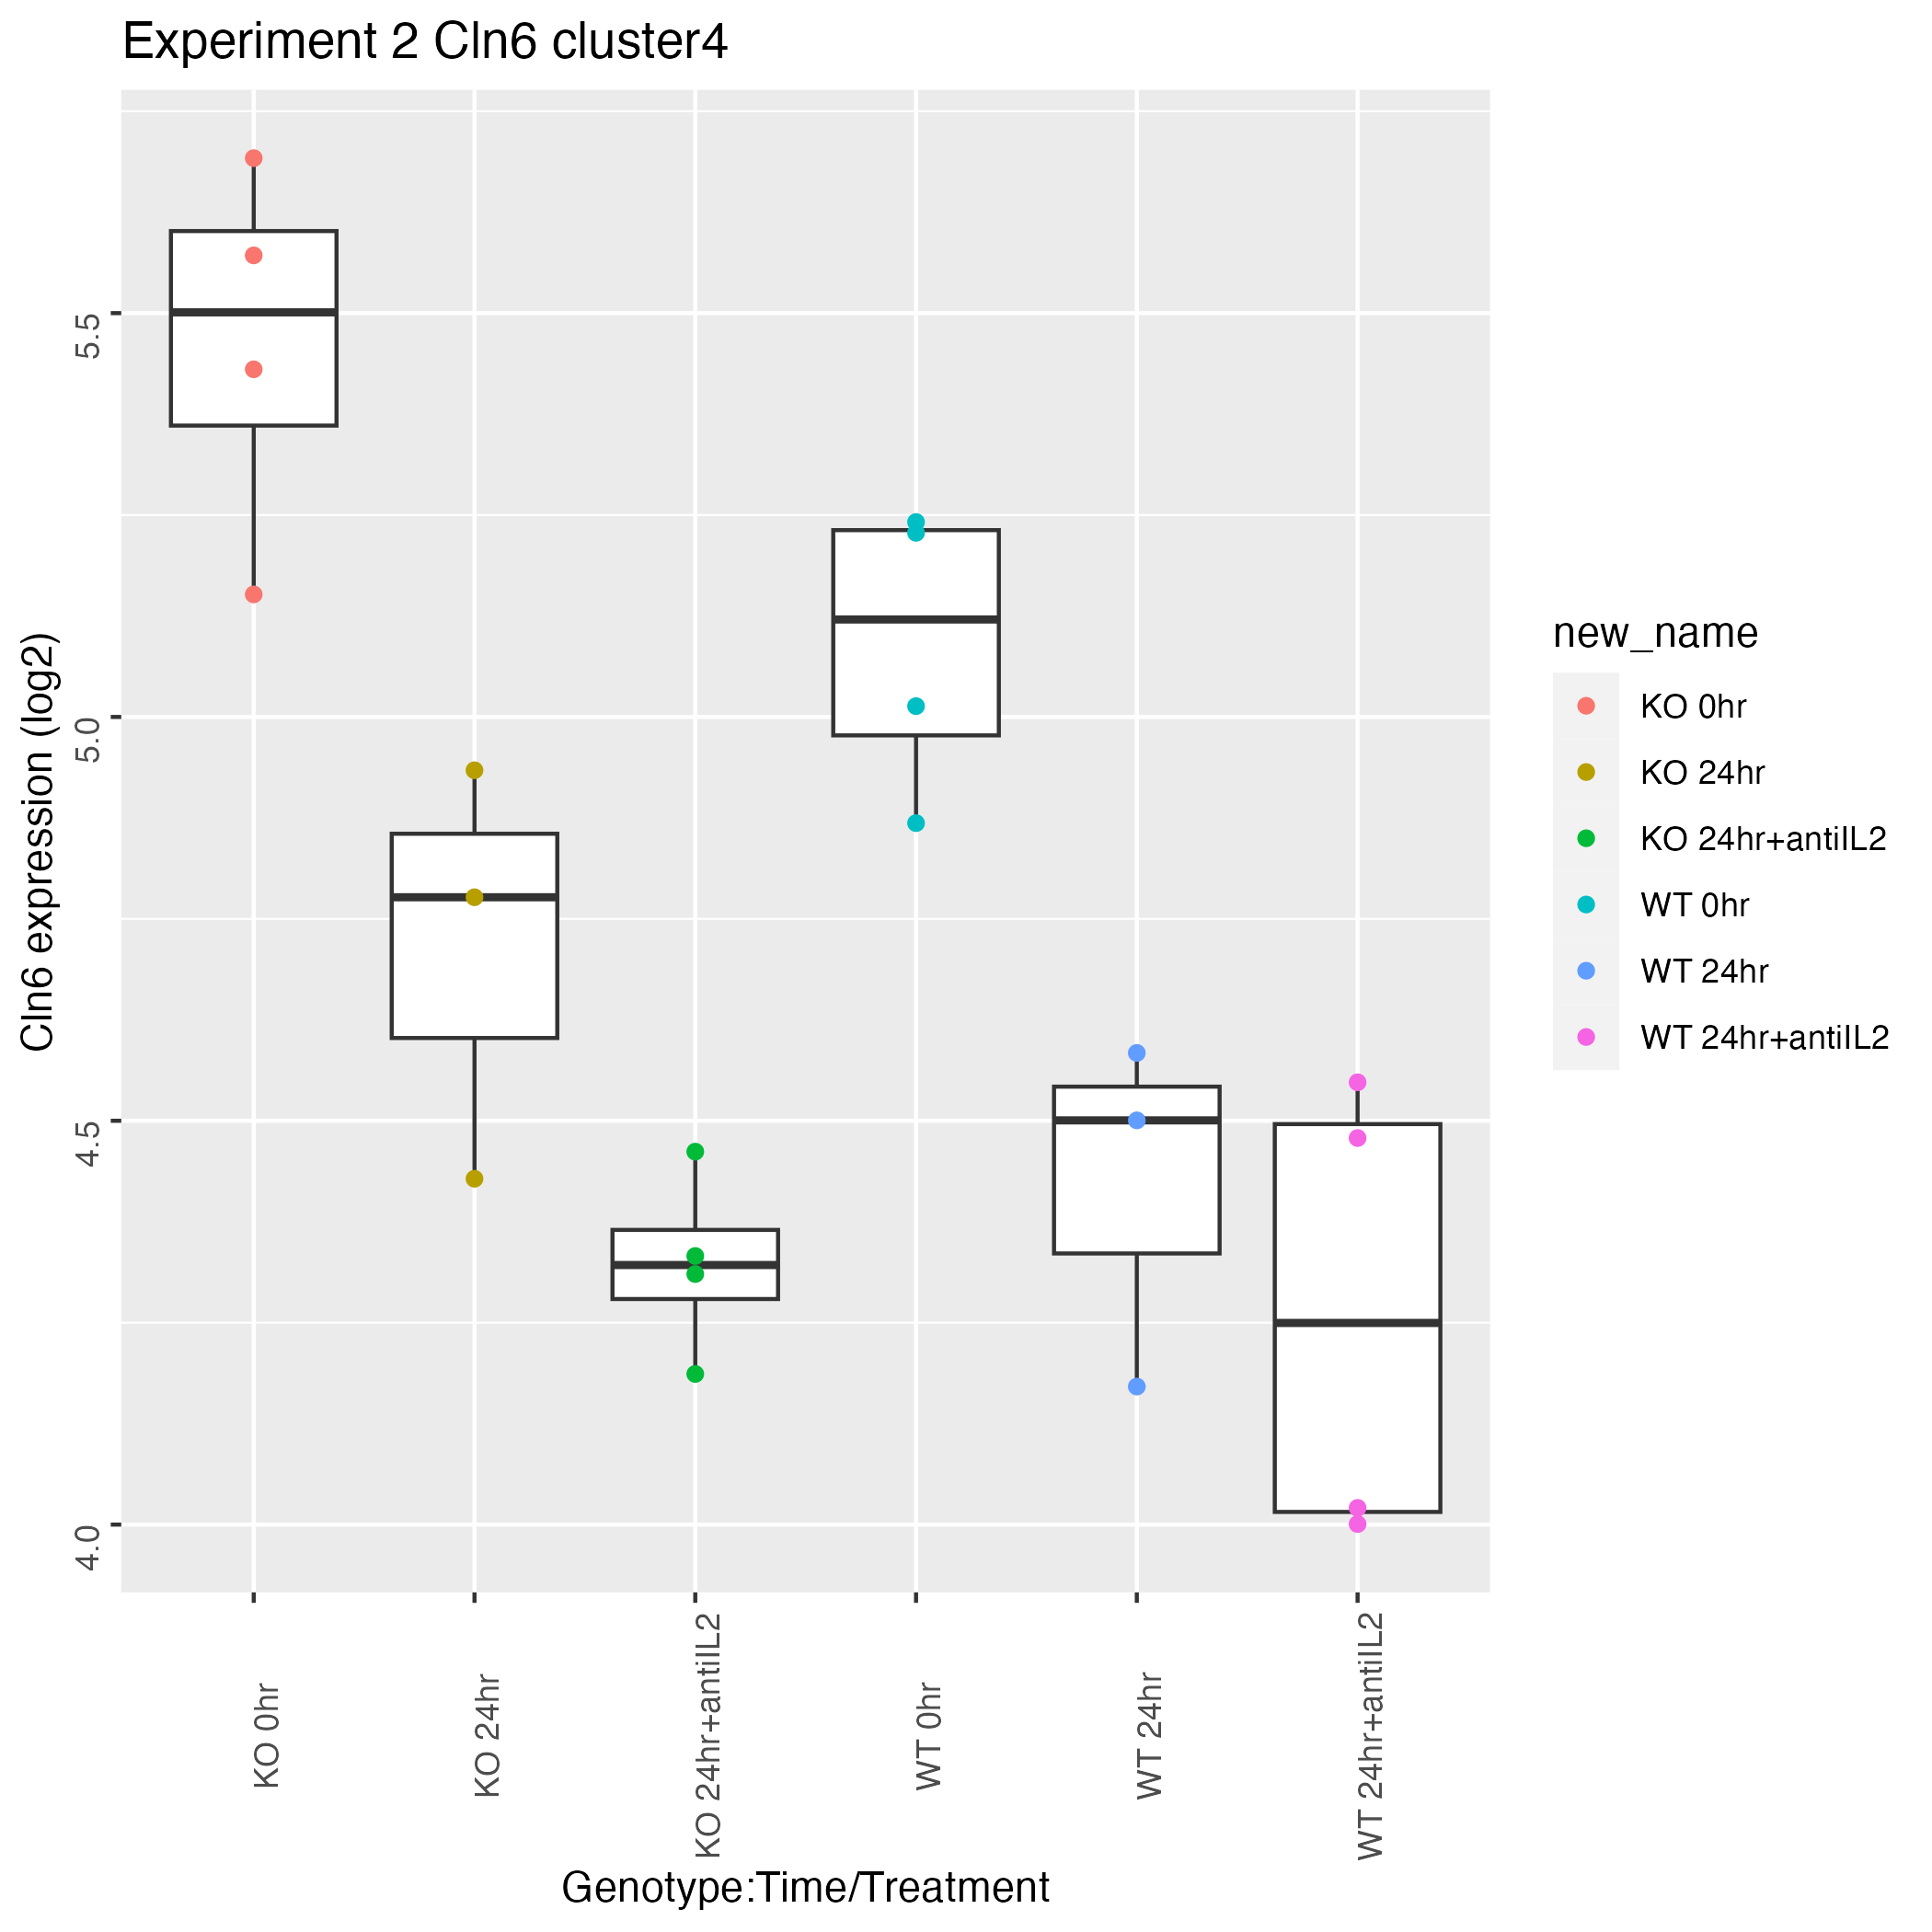 Experiment 2 Cln6 cluster4
Cln6 expression (log2)
5.5
5.0
4.5
4.0
KO 0hr
KO 24hr
KO 24hr+antiIL2
WT 0hr
WT 24hr
WT 24hr+antiIL2
Genotype:Time/Treatment
new_name
KO 0hr
KO 24hr
KO 24hr+antiIL2
WT 0hr
WT 24hr
WT 24hr+antiIL2